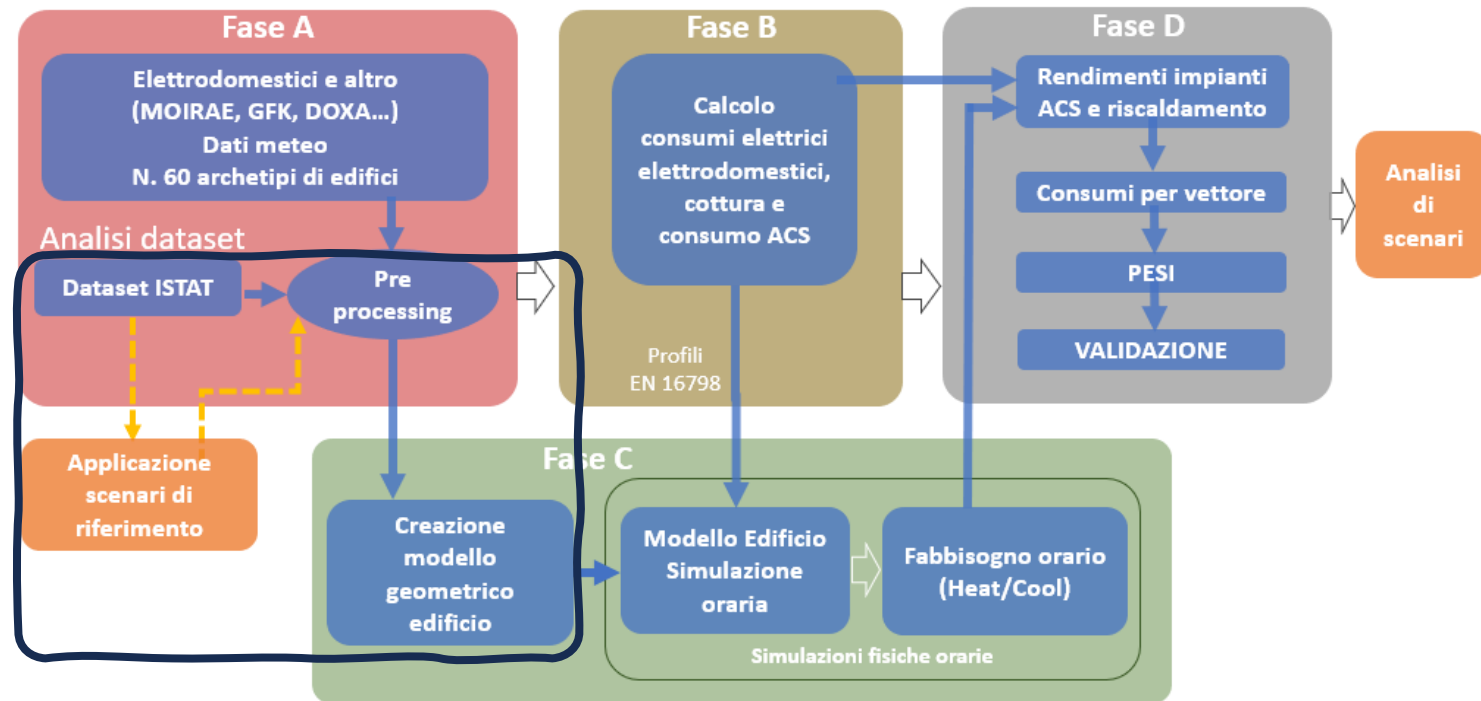 Fase A
Elettrodomestici e altro
(MOIRAE, GFK, DOXA...)
Dati meteo
N. 60 archetipi di edifici
Analisi dataset
Dataset ISTAT
Pre
processing
Applicazione
scenari di
riferimento
Fase B
Calcolo
consumi elettrici
elettrodomestici,
cottura e
consumo ACS
Profili
EN 16798
Fase C
Creazione
modello
geometrico
edificio
Modello Edificio
Simulazione
oraria
Fabbisogno orario
(Heat/Cool)
Simulazioni fisiche orarie
Fase D
Rendimenti impianti
ACS e riscaldamento
Consumi per vettore
PESI
VALIDAZIONE
Analisi
di
scenari